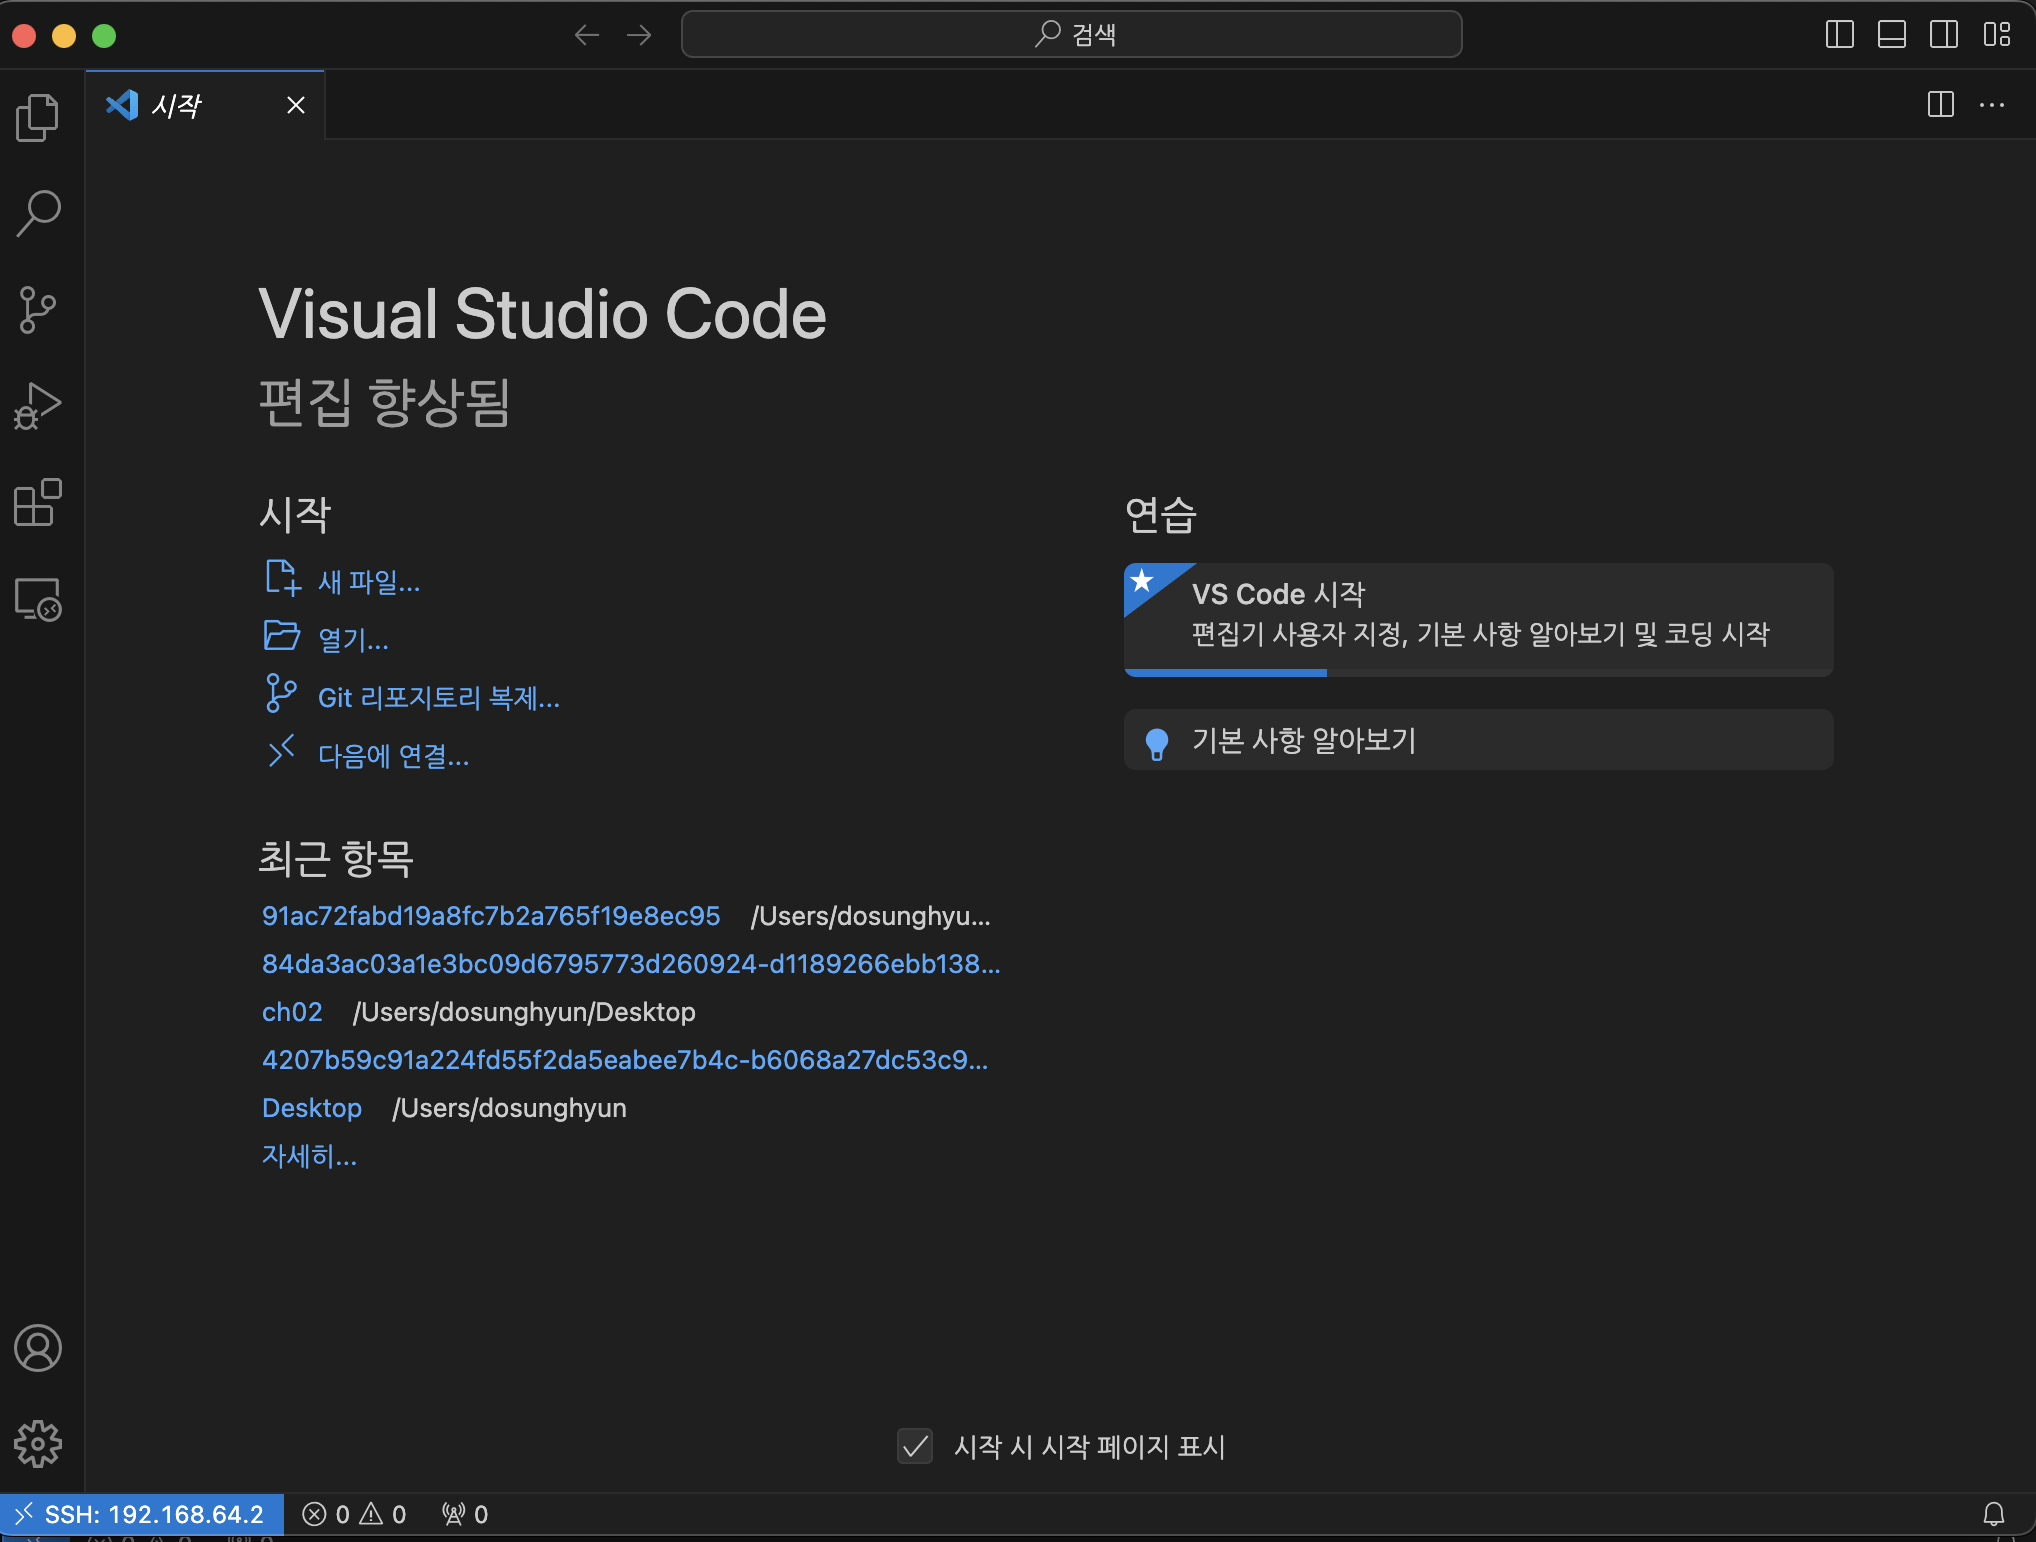 검색
시작
Visual Studio Code
편집 향상됨
시작
새 파일...
열기...
Git 리포지토리 복제...
다음에 연결...
최근 항목
91ac72fabd19a8fc7b2a765f19e8ec95 /Users/dosunghyu...
84da3ac03a1e3bc09d6795773d260924-d1189266ebb138...
ch02 /Users/dosunghyun/Desktop
4207b59c91a224fd55f2da5eabee7b4c-b6068a27dc53c9...
Desktop /Users/dosunghyun
자세히...
연습
VS Code 시작
편집기 사용자 지정, 기본 사항 알아보기 및 코딩 시작
기본 사항 알아보기
시작 시 시작 페이지 표시
SSH: 192.168.64.2 0 0 0